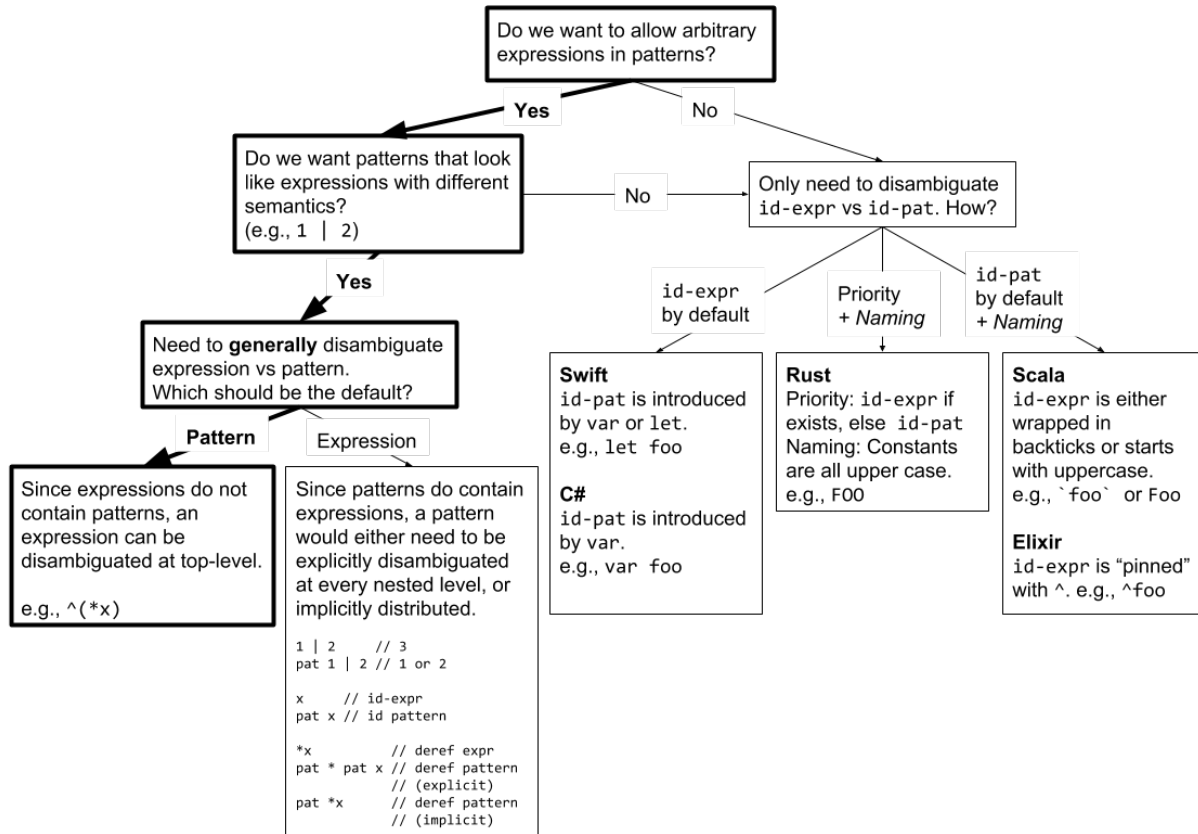 Do we want to allow arbitrary
expressions in patterns?
Yes
No
Do we want patterns that look
like expressions with different
semantics?
(e.g., 1 | 2)
No
Only need to disambiguate
id-expr vs id-pat. How?
Yes
id-expr
by default
Priority
+ Naming
id-pat
by default
+ Naming
Need to generally disambiguate
expression vs pattern.
Which should be the default?
Pattern
Expression
Since expressions do not
contain patterns, an
expression can be
disambiguated at top-level.
e.g., ^(*x)
Since patterns do contain
expressions, a pattern
would either need to be
explicitly disambiguated
at every nested level, or
implicitly distributed.
1 | 2     // 3
pat 1 | 2 // 1 or 2
x     // id-expr
pat x // id pattern
*x          // deref expr
pat * pat x // deref pattern
            // (explicit)
pat *x      // deref pattern
            // (implicit)
Swift
id-pat is introduced
by var or let.
e.g., let foo
C#
id-pat is introduced
by var.
e.g., var foo
Rust
Priority: id-expr if
exists, else id-pat
Naming: Constants
are all upper case.
e.g., FOO
Scala
id-expr is either
wrapped in
backticks or starts
with uppercase.
e.g., `foo` or Foo
Elixir
id-expr is “pinned”
with ^. e.g., ^foo